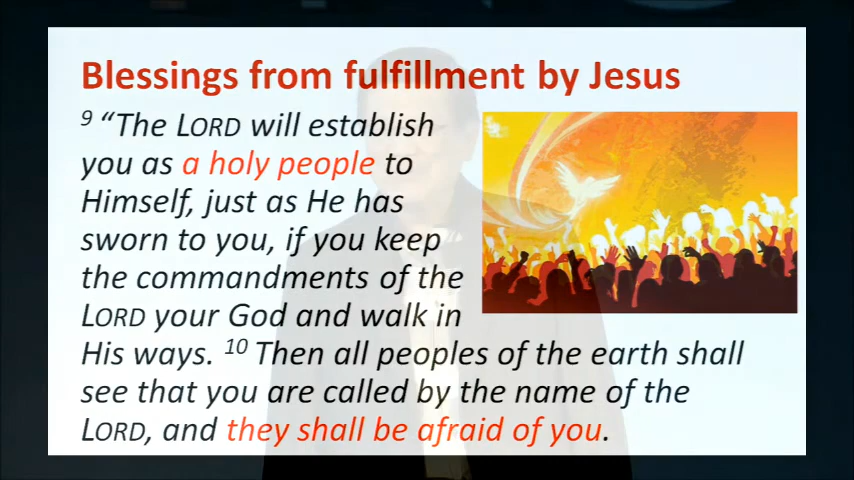 Blessings from fulfillment by Jesus
9 “The LORD will establish
you as a holy people to
Himself, just as He has
sworn to you, if you keep
the commandments of the
LORD your God and walk in
His ways. 10 Then all peoples of the earth shall
see that you are called by the name of the
LORD, and they shall be afraid of you.